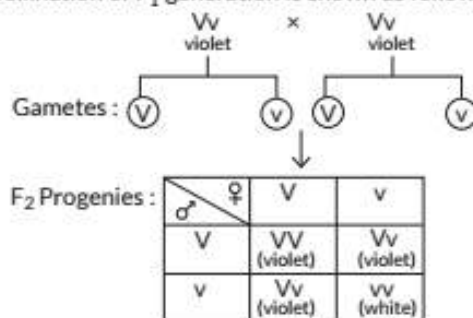 Vv × Vv
violet violet
Gametes : V v V v
F₂ Progenies : ♂ ♀ V v
V VV Vv
(violet) (violet)
v Vv vv
(violet) (white)